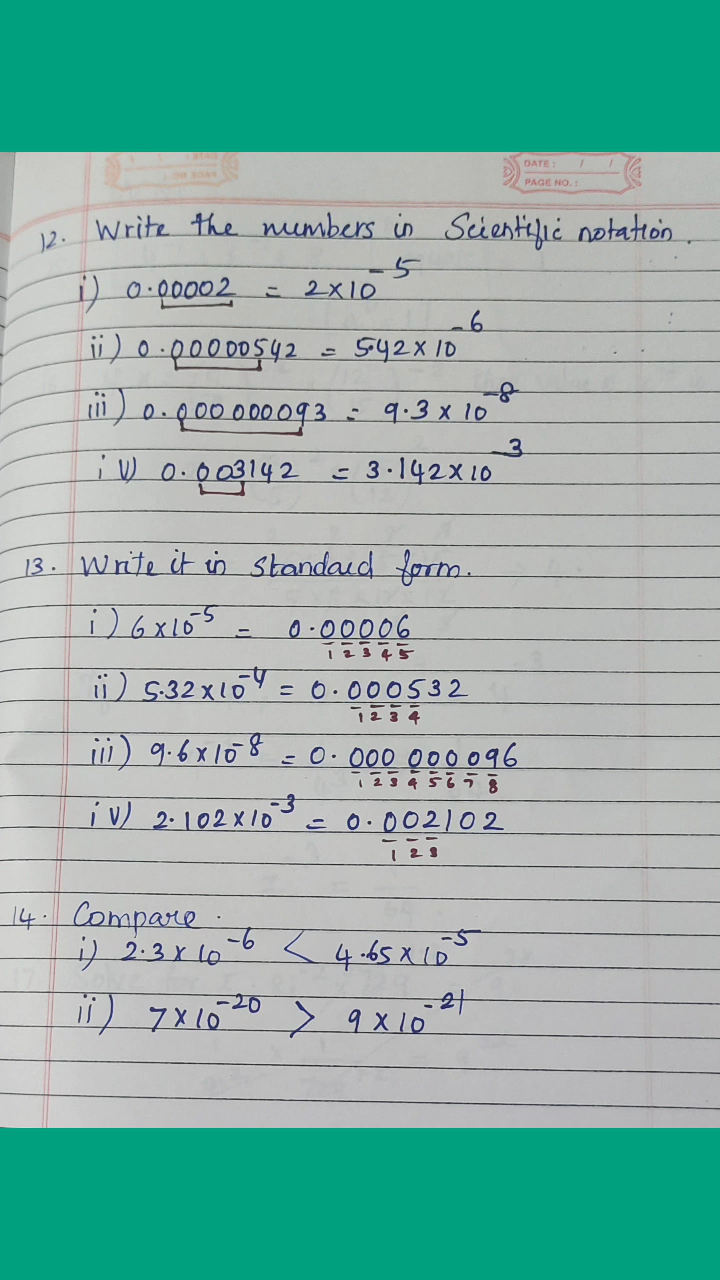 DATE: / /
PAGE NO.:
12. Write the numbers in Scientific notation.
i) 0.00002 = 2×10⁻⁵
ii) 0.00000542 = 5.42×10⁻⁶
iii) 0.000000093 = 9.3×10⁻⁸
iv) 0.003142 = 3.142×10⁻³
13. Write it in standard form.
i) 6×10⁻⁵ = 0.00006
1 2 3 4 5
ii) 5.32×10⁻⁴ = 0.000532
1 2 3 4
iii) 9.6×10⁻⁸ = 0.000 000 096
1 2 3 4 5 6 7 8
iv) 2.102×10⁻³ = 0.002102
1 2 3
14. Compare.
i) 2.3×10⁻⁶ < 4.65×10⁻⁵
ii) 7×10⁻²⁰ > 9×10⁻²¹